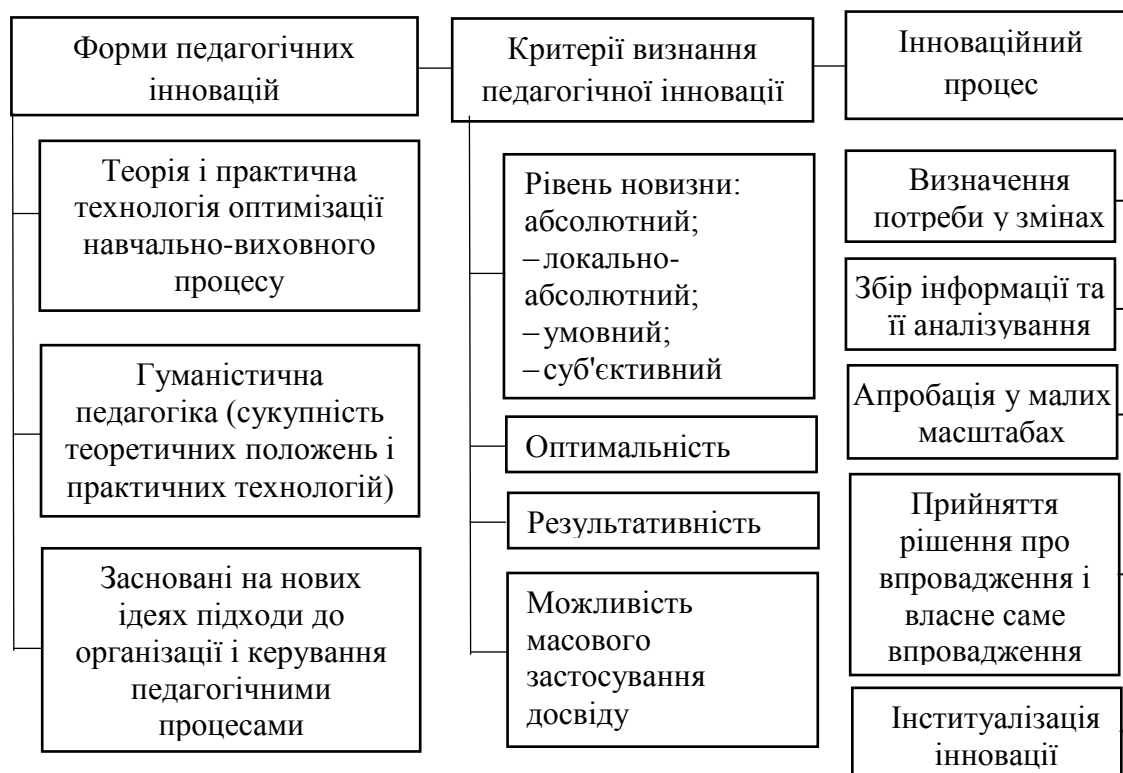 Форми педагогічних
інновацій
Теорія і практична
технологія оптимізації
навчально-виховного
процесу
Гуманістична
педагогіка (сукупність
теоретичних положень і
практичних технологій)
Засновані на нових
ідеях підходи до
організації і керування
педагогічними
процесами
Критерії визнання
педагогічної інновації
Рівень новизни:
абсолютний;
–локально-
абсолютний;
–умовний;
–суб'єктивний
Оптимальність
Результативність
Можливість
масового
застосування
досвіду
Інноваційний
процес
Визначення
потреби у змінах
Збір інформації та
її аналізування
Апробація у малих
масштабах
Прийняття
рішення про
впровадження і
власне саме
впровадження
Інституалізація
інновації